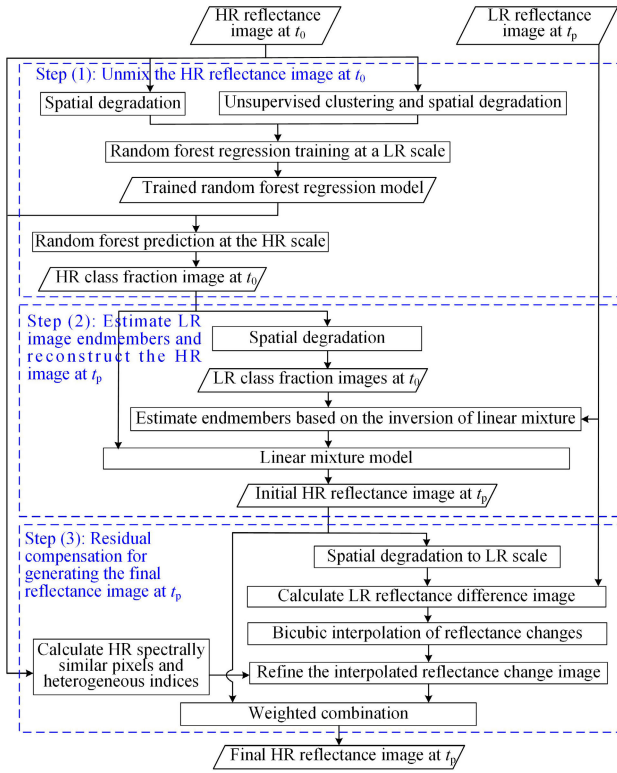 HR reflectance
image at t0
LR reflectance
image at tp
Step (1): Unmix the HR reflectance image at t0
Spatial degradation
Unsupervised clustering and spatial degradation
Random forest regression training at a LR scale
Trained random forest regression model
Random forest prediction at the HR scale
HR class fraction image at t0
Step (2): Estimate LR
image endmembers and
reconstruct the HR
image at tp
Spatial degradation
LR class fraction images at t0
Estimate endmembers based on the inversion of linear mixture
Linear mixture model
Initial HR reflectance image at tp
Step (3): Residual
compensation for
generating the final
reflectance image at tp
Spatial degradation to LR scale
Calculate LR reflectance difference image
Bicubic interpolation of reflectance changes
Calculate HR spectrally
similar pixels and
heterogeneous indices
Refine the interpolated reflectance change image
Weighted combination
Final HR reflectance image at tp